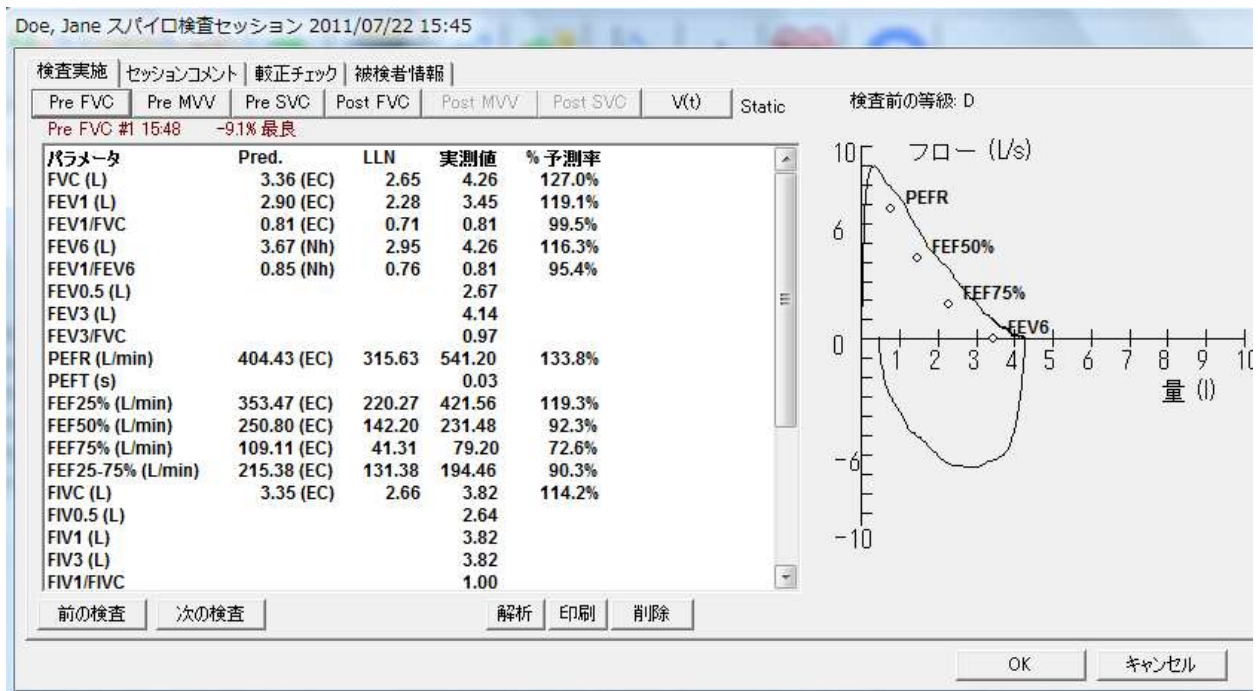 Doe, Jane スパイロ検査セッション 2011/07/22 15:45
検査実施 セッションコメント 較正チェック 被検者情報
Pre FVC Pre MVV Pre SVC Post FVC Post MVV Post SVC V(t) Static
検査前の等級: D
Pre FVC #1 15:48 -9.1% 最良
パラメータ Pred. LLN 実測値 % 予測率
FVC (L) 3.36 (EC) 2.65 4.26 127.0%
FEV1 (L) 2.90 (EC) 2.28 3.45 119.1%
FEV1/FVC 0.81 (EC) 0.71 0.81 99.5%
FEV6 (L) 3.67 (Nh) 2.95 4.26 116.3%
FEV1/FEV6 0.85 (Nh) 0.76 0.81 95.4%
FEV0.5 (L) 2.67
FEV3 (L) 4.14
FEV3/FVC 0.97
PEFR (L/min) 404.43 (EC) 315.63 541.20 133.8%
PEFT (s) 0.03
FEF25% (L/min) 353.47 (EC) 220.27 421.56 119.3%
FEF50% (L/min) 250.80 (EC) 142.20 231.48 92.3%
FEF75% (L/min) 109.11 (EC) 41.31 79.20 72.6%
FEF25-75% (L/min) 215.38 (EC) 131.38 194.46 90.3%
FIVC (L) 3.35 (EC) 2.66 3.82 114.2%
FIV0.5 (L) 2.64
FIV1 (L) 3.82
FIV3 (L) 3.82
FIV1/FIVC 1.00
10 フロー (L/s)
PEFR
6
FEF50%
FEF75%
FEV6
0
1 2 3 4 5 6 7 8 9 10
量 (l)
-6
-10
前の検査 次の検査 解析 印刷 削除
OK キャンセル